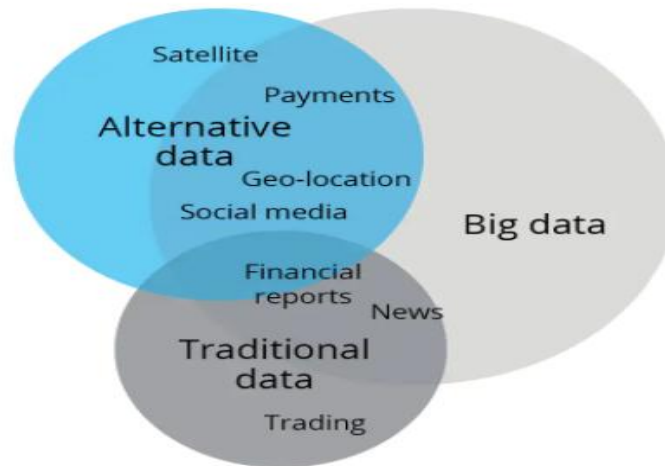 Satellite
Payments
Alternative
data
Geo-location
Social media
Big data
Financial
reports
News
Traditional
data
Trading